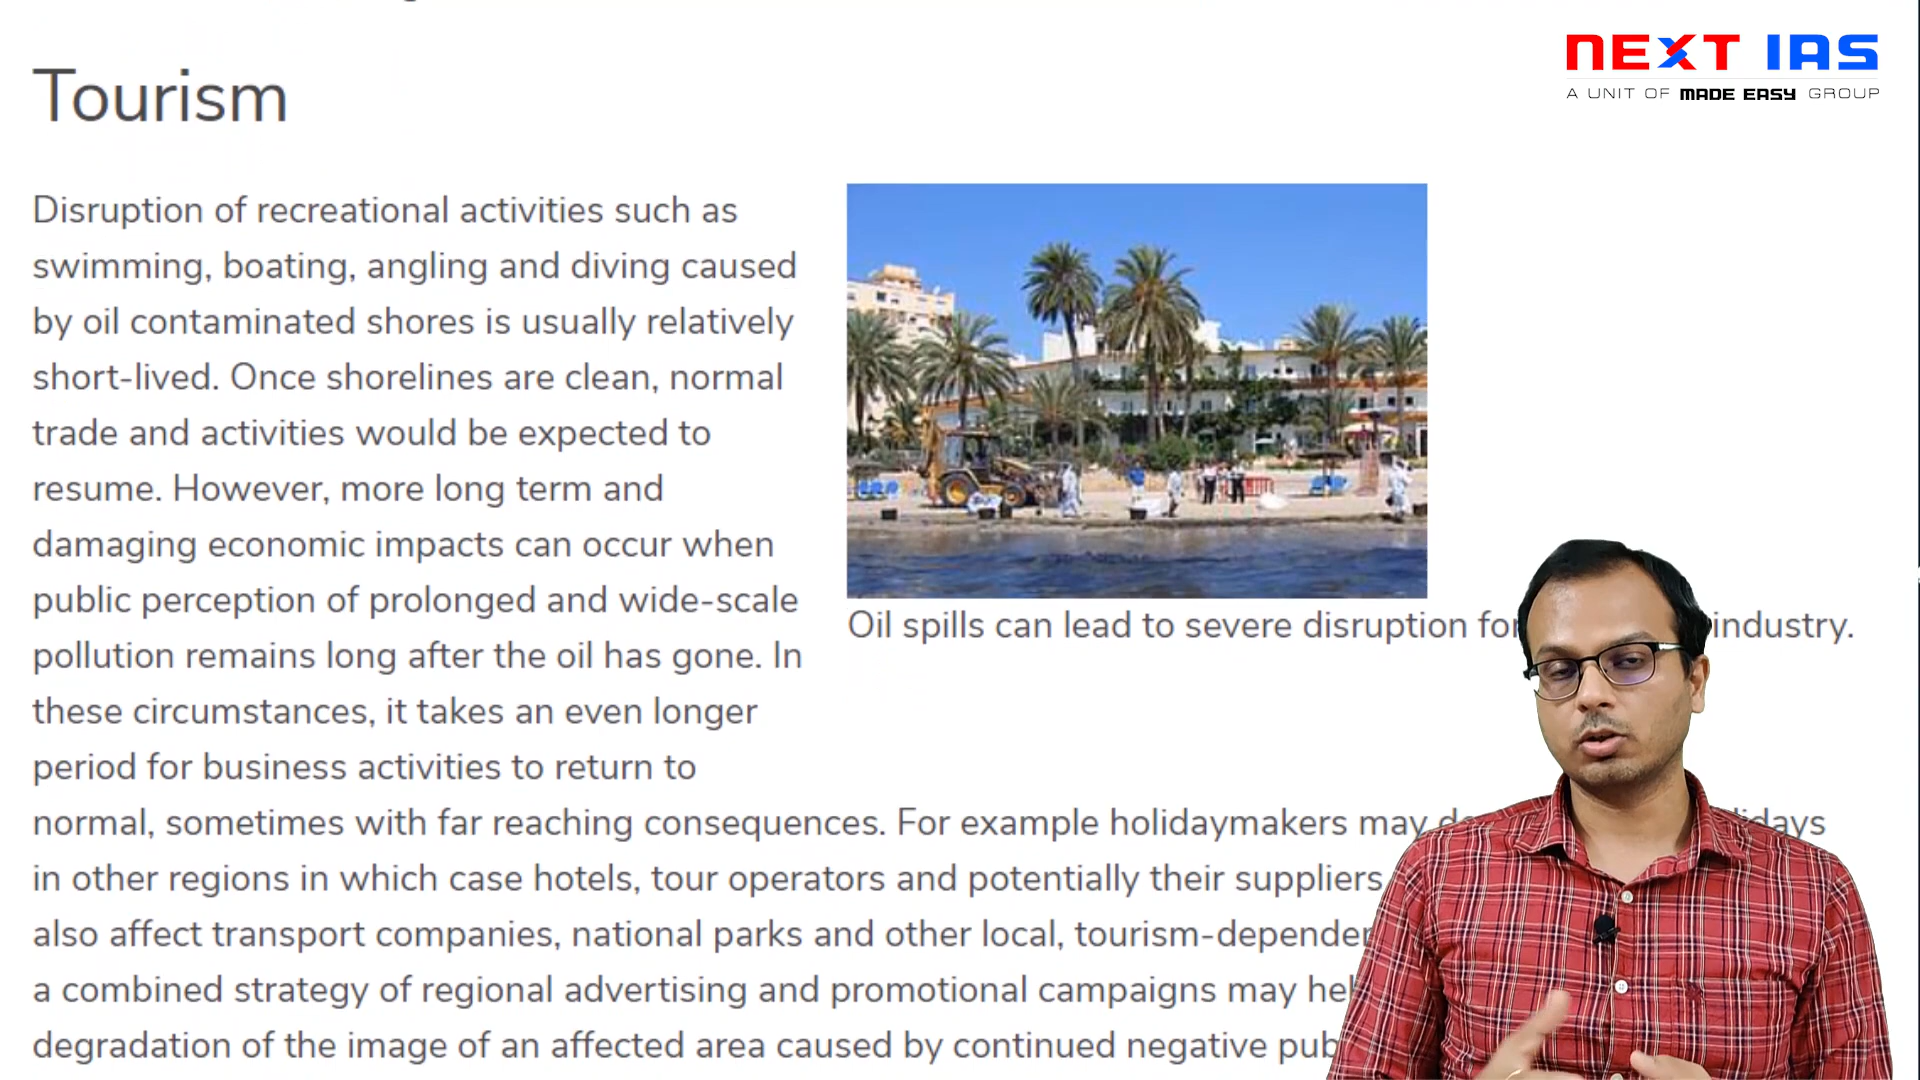 NEXT IAS
A UNIT OF MADE EASY GROUP
Tourism
Disruption of recreational activities such as
swimming, boating, angling and diving caused
by oil contaminated shores is usually relatively
short-lived. Once shorelines are clean, normal
trade and activities would be expected to
resume. However, more long term and
damaging economic impacts can occur when
public perception of prolonged and wide-scale
pollution remains long after the oil has gone. In
these circumstances, it takes an even longer
period for business activities to return to
normal, sometimes with far reaching consequences. For example holidaymakers may
in other regions in which case hotels, tour operators and potentially their suppliers
also affect transport companies, national parks and other local,
a combined strategy of regional advertising and promotional campaigns may
degradation of the image of an affected area caused by continued negative
Oil spills can lead to severe disruption for industry.